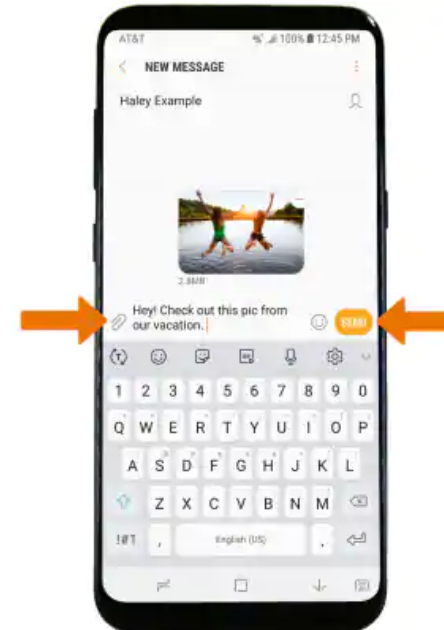 AT&T 100% 12:45 PM
NEW MESSAGE
Haley Example
2.8MB
Hey! Check out this pic from
our vacation.
SEND
1 2 3 4 5 6 7 8 9 0
Q W E R T Y U I O P
A S D F G H J K L
Z X C V B N M
!#1 , English (US) .